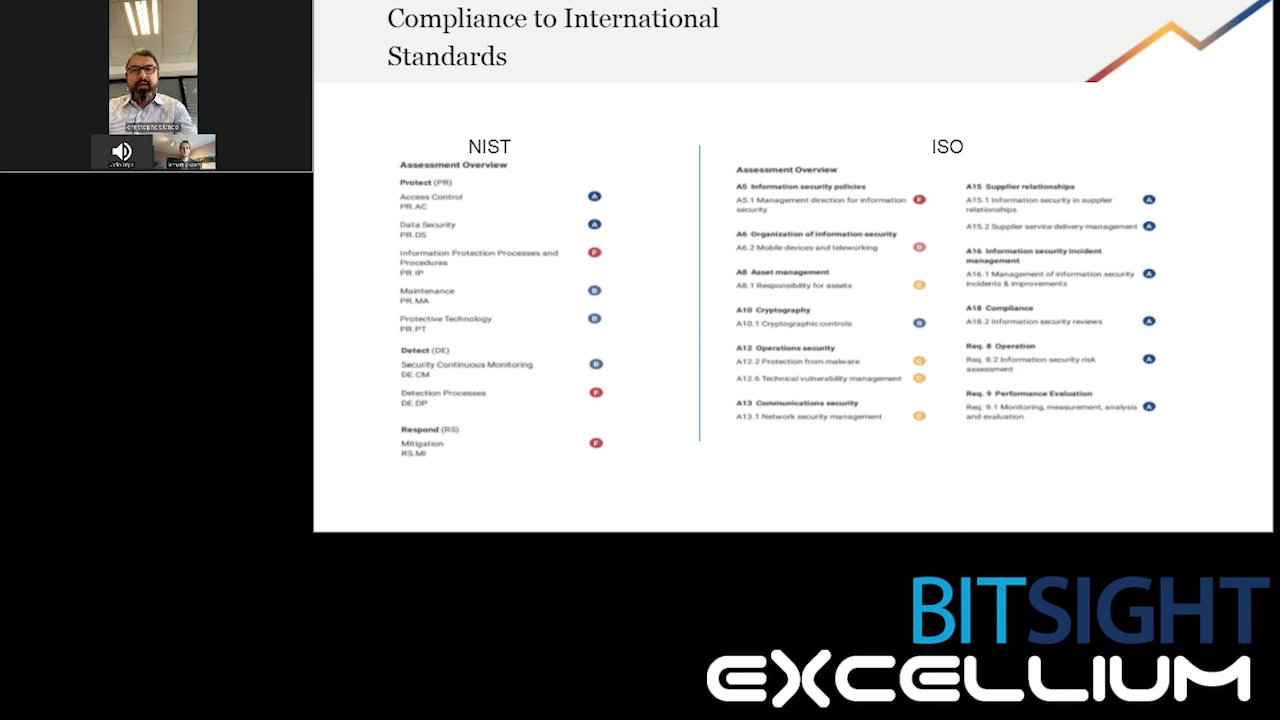 Compliance to International
Standards
christophe bianco
NIST
Assessment Overview
Protect (PR)
Access Control A
PR.AC
Data Security A
PR.DS
Information Protection Processes and F
Procedures
PR.IP
Maintenance B
PR.MA
Protective Technology B
PR.PT
Detect (DE)
Security Continuous Monitoring B
DE.CM
Detection Processes F
DE.DP
Respond (RS)
Mitigation F
RS.MI
ISO
Assessment Overview
A5 Information security policies
A5.1 Management direction for information F
security
A6 Organization of information security
A6.2 Mobile devices and teleworking D
A8 Asset management
A8.1 Responsibility for assets C
A10 Cryptography
A10.1 Cryptographic controls B
A12 Operations security
A12.2 Protection from malware C
A12.6 Technical vulnerability management C
A13 Communications security
A13.1 Network security management C
A15 Supplier relationships
A15.1 Information security in supplier A
relationships
A15.2 Supplier service delivery management A
A16 Information security incident
management
A16.1 Management of information security A
incidents & improvements
A18 Compliance
A18.2 Information security reviews A
Req. 8 Operation
Req. 8.2 Information security risk A
assessment
Req. 9 Performance Evaluation
Req. 9.1 Monitoring, measurement, analysis A
and evaluation
BITSIGHT
EXCELLIUM